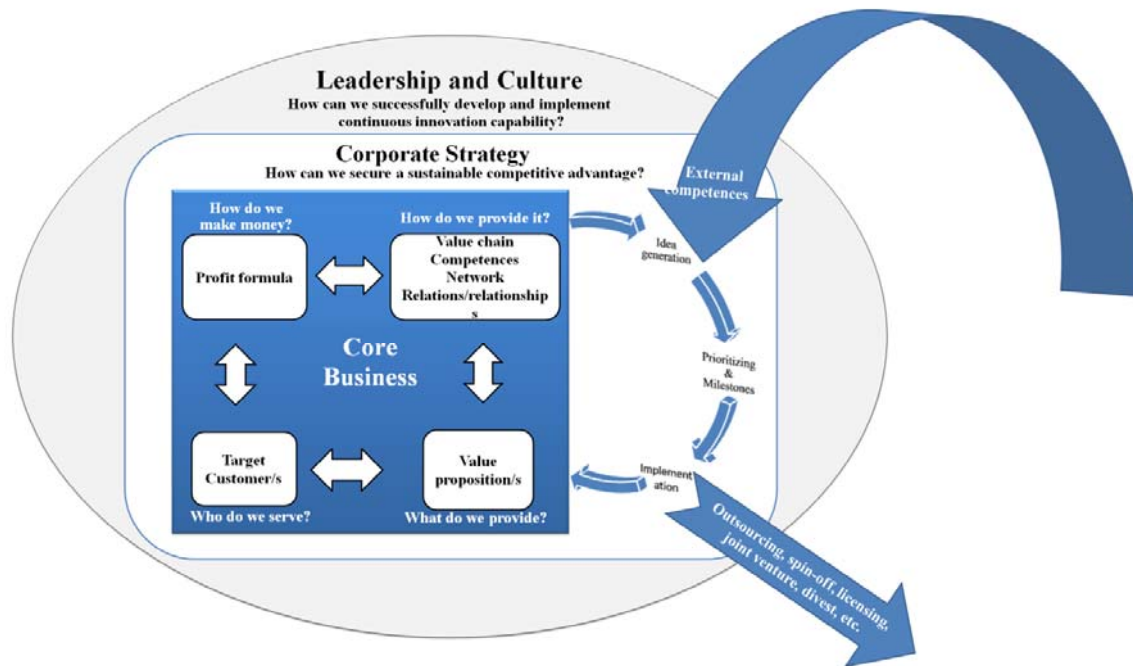 Leadership and Culture
How can we successfully develop and implement
continuous innovation capability?
Corporate Strategy
How can we secure a sustainable competitive advantage?
How do we
make money?
Profit formula
How do we provide it?
Value chain
Competences
Network
Relations/relationship
s
Core
Business
Target
Customer/s
Who do we serve?
Value
proposition/s
What do we provide?
External
competences
Idea
generation
Prioritizing
&
Milestones
Implement
ation
Outsourcing, spin-off, licensing,
joint venture, divest, etc.